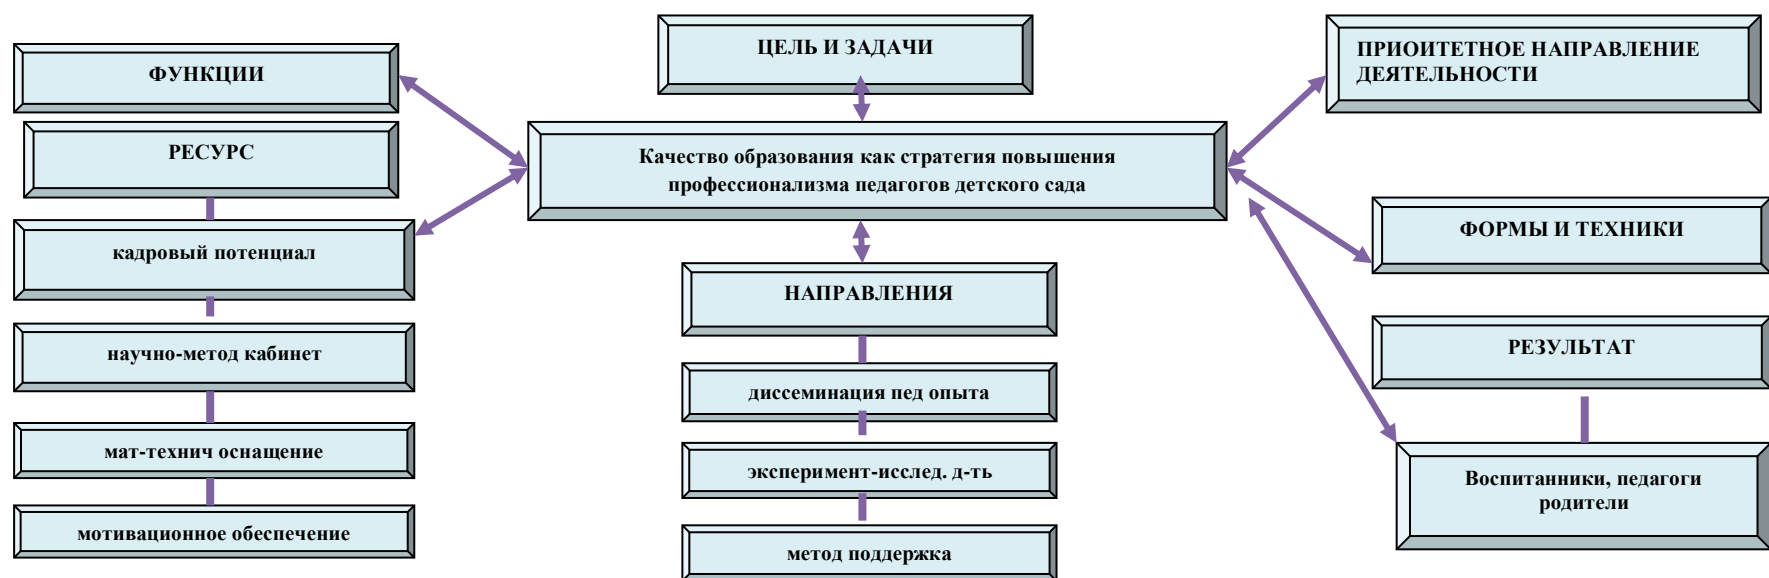 ЦЕЛЬ И ЗАДАЧИ
ФУНКЦИИ
ПРИОИТЕТНОЕ НАПРАВЛЕНИЕ
ДЕЯТЕЛЬНОСТИ
РЕСУРС
Качество образования как стратегия повышения
профессионализма педагогов детского сада
кадровый потенциал
ФОРМЫ И ТЕХНИКИ
НАПРАВЛЕНИЯ
научно-метод кабинет
РЕЗУЛЬТАТ
диссеминация пед опыта
мат-технич оснащение
эксперимент-исслед. д-ть
Воспитанники, педагоги
родители
мотивационное обеспечение
метод поддержка